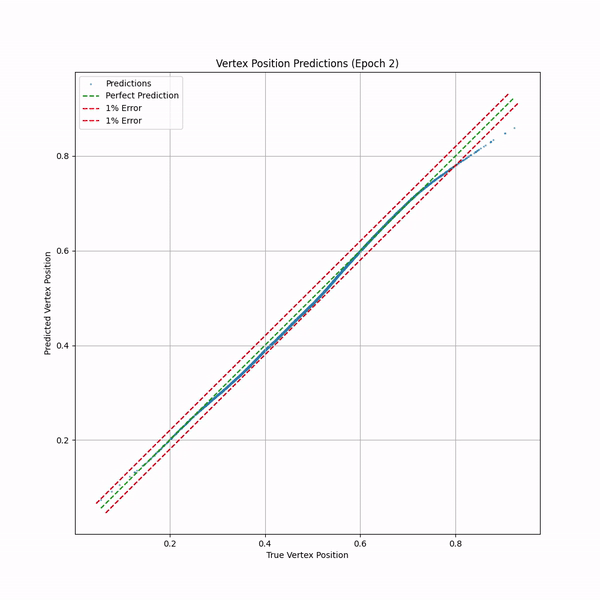 Vertex Position Predictions (Epoch 2)
Predictions
Perfect Prediction
1% Error
1% Error
Predicted Vertex Position
0.8
0.6
0.4
0.2
0.2
0.4
0.6
0.8
True Vertex Position